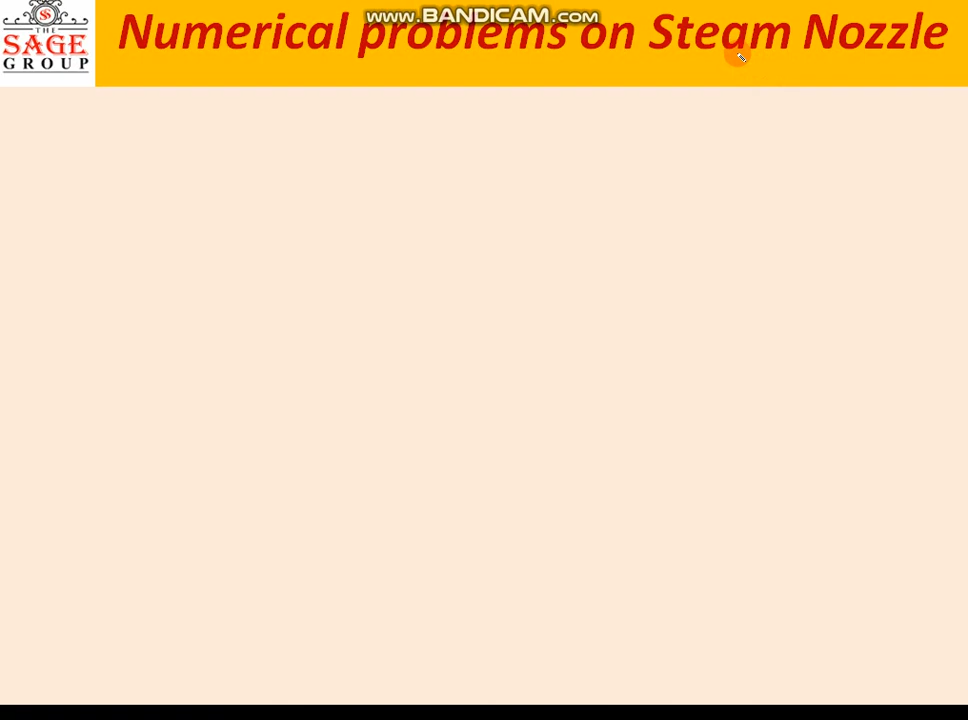 www.BANDICAM.com
THE
SAGE
GROUP
Numerical problems on Steam Nozzle